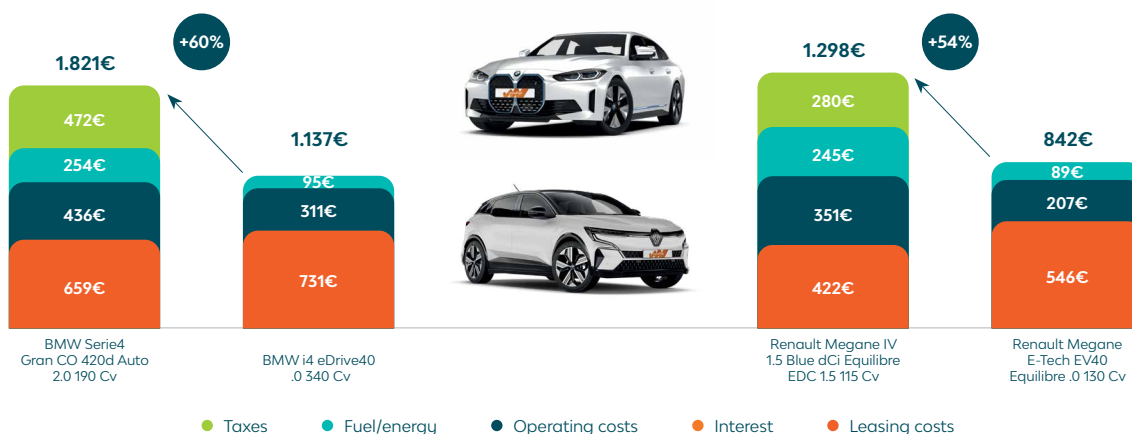 +60%
1.821€
472€
254€
436€
659€
BMW Serie4
Gran CO 420d Auto
2.0 190 Cv
1.137€
95€
311€
731€
BMW i4 eDrive40
.0 340 Cv
+54%
1.298€
280€
245€
351€
422€
Renault Megane IV
1.5 Blue dCi Equilibre
EDC 1.5 115 Cv
842€
89€
207€
546€
Renault Megane
E-Tech EV40
Equilibre .0 130 Cv
Taxes
Fuel/energy
Operating costs
Interest
Leasing costs